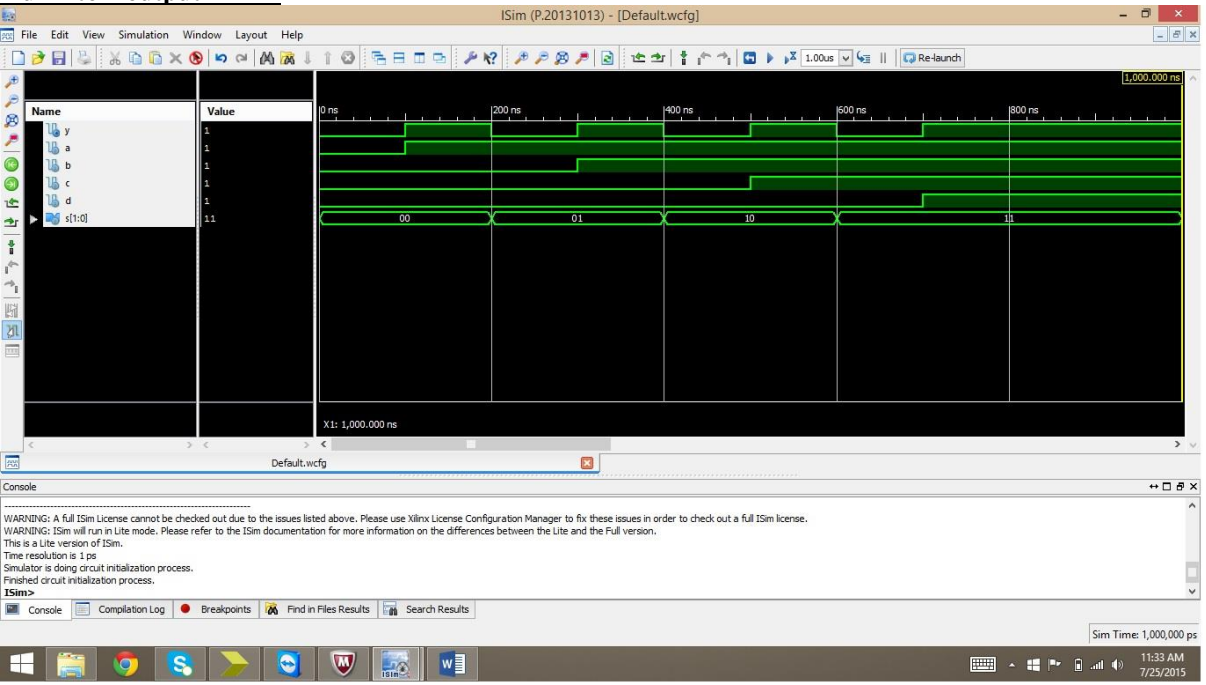 ISim (P.20131013) - [Default.wcfg]
File Edit View Simulation Window Layout Help
1.00us Re-launch
1,000.000 ns
Name Value 0 ns 200 ns 400 ns 600 ns 800 ns
y 1
a 1
b 1
c 1
d 1
s[1:0] 11 00 01 10 11
X1: 1,000.000 ns
Default.wcfg
Console
WARNING: A full ISim License cannot be checked out due to the issues listed above. Please use Xilinx License Configuration Manager to fix these issues in order to check out a full ISim license.
WARNING: ISim will run in Lite mode. Please refer to the ISim documentation for more information on the differences between the Lite and the Full version.
This is a Lite version of ISim.
Time resolution is 1 ps
Simulator is doing circuit initialization process.
Finished circuit initialization process.
ISim>
Console Compilation Log Breakpoints Find in Files Results Search Results
Sim Time: 1,000,000 ps
11:33 AM
7/25/2015